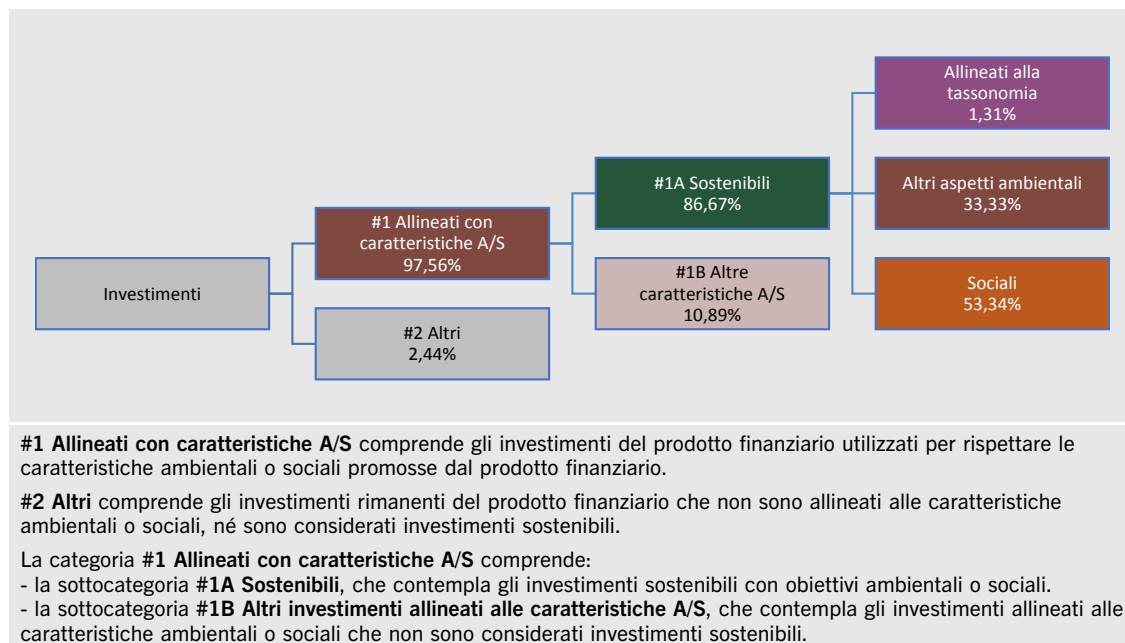 Investimenti
#1 Allineati con
caratteristiche A/S
97,56%
#2 Altri
2,44%
#1A Sostenibili
86,67%
#1B Altre
caratteristiche A/S
10,89%
Allineati alla
tassonomia
1,31%
Altri aspetti ambientali
33,33%
Sociali
53,34%
#1 Allineati con caratteristiche A/S comprende gli investimenti del prodotto finanziario utilizzati per rispettare le
caratteristiche ambientali o sociali promosse dal prodotto finanziario.
#2 Altri comprende gli investimenti rimanenti del prodotto finanziario che non sono allineati alle caratteristiche
ambientali o sociali, né sono considerati investimenti sostenibili.
La categoria #1 Allineati con caratteristiche A/S comprende:
- la sottocategoria #1A Sostenibili, che contempla gli investimenti sostenibili con obiettivi ambientali o sociali.
- la sottocategoria #1B Altri investimenti allineati alle caratteristiche A/S, che contempla gli investimenti allineati alle
caratteristiche ambientali o sociali che non sono considerati investimenti sostenibili.